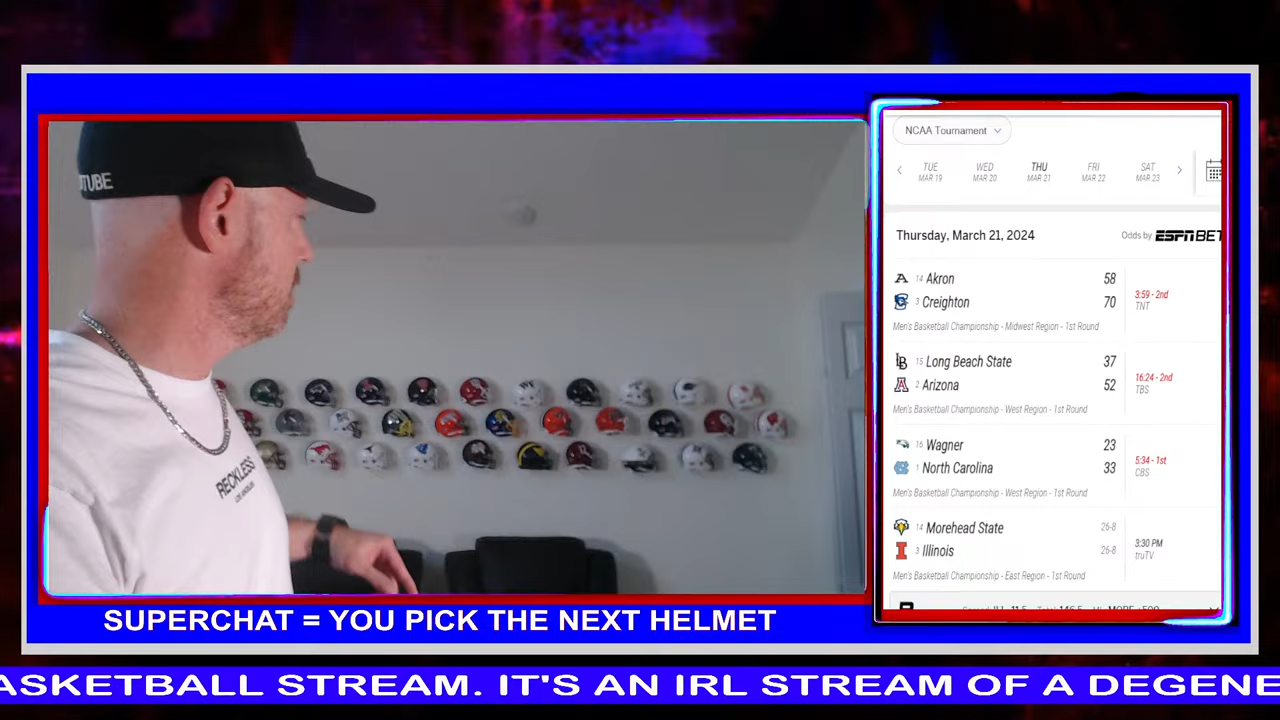 TUBE
RECKLESS
NCAA Tournament
TUE
MAR 19
WED
MAR 20
THU
MAR 21
FRI
MAR 22
SAT
MAR 23
Thursday, March 21, 2024
Odds by ESPN BET
14 Akron 58
3 Creighton 70
3:59 - 2nd
TNT
Men's Basketball Championship - Midwest Region - 1st Round
15 Long Beach State 37
2 Arizona 52
16:24 - 2nd
TBS
Men's Basketball Championship - West Region - 1st Round
16 Wagner 23
1 North Carolina 33
5:34 - 1st
CBS
Men's Basketball Championship - West Region - 1st Round
14 Morehead State 26-8
3 Illinois 26-8
3:30 PM
truTV
Men's Basketball Championship - East Region - 1st Round
SUPERCHAT = YOU PICK THE NEXT HELMET
ASKETBALL STREAM. IT'S AN IRL STREAM OF A DEGENE